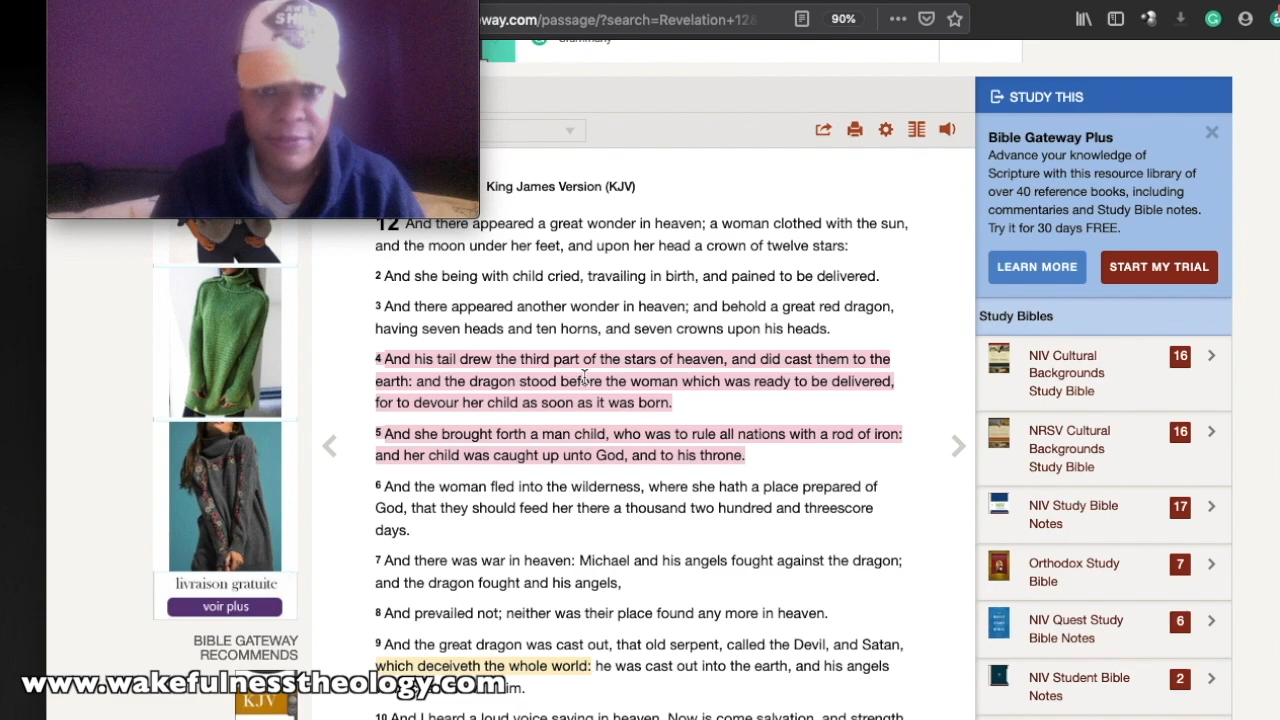 way.com/passage/?search=Revelation+12&
90%
STUDY THIS
Bible Gateway Plus
Advance your knowledge of
Scripture with this resource library of
over 40 reference books, including
commentaries and Study Bible notes.
Try it for 30 days FREE.
LEARN MORE
START MY TRIAL
King James Version (KJV)
12 And there appeared a great wonder in heaven; a woman clothed with the sun,
and the moon under her feet, and upon her head a crown of twelve stars:
2 And she being with child cried, travailing in birth, and pained to be delivered.
3 And there appeared another wonder in heaven; and behold a great red dragon,
having seven heads and ten horns, and seven crowns upon his heads.
4 And his tail drew the third part of the stars of heaven, and did cast them to the
earth: and the dragon stood before the woman which was ready to be delivered,
for to devour her child as soon as it was born.
5 And she brought forth a man child, who was to rule all nations with a rod of iron:
and her child was caught up unto God, and to his throne.
6 And the woman fled into the wilderness, where she hath a place prepared of
God, that they should feed her there a thousand two hundred and threescore
days.
7 And there was war in heaven: Michael and his angels fought against the dragon;
and the dragon fought and his angels,
8 And prevailed not; neither was their place found any more in heaven.
9 And the great dragon was cast out, that old serpent, called the Devil, and Satan,
which deceiveth the whole world: he was cast out into the earth, and his angels
im.
10 And I heard a loud voice saying in heaven, Now is come salvation, and strength
Study Bibles
NIV Cultural
Backgrounds
Study Bible
16
NRSV Cultural
Backgrounds
Study Bible
16
NIV Study Bible
Notes
17
Orthodox Study
Bible
7
NIV Quest Study
Bible Notes
6
NIV Student Bible
Notes
2
livraison gratuite
voir plus
BIBLE GATEWAY
RECOMMENDS
KJV
www.wakefulnesstheology.com